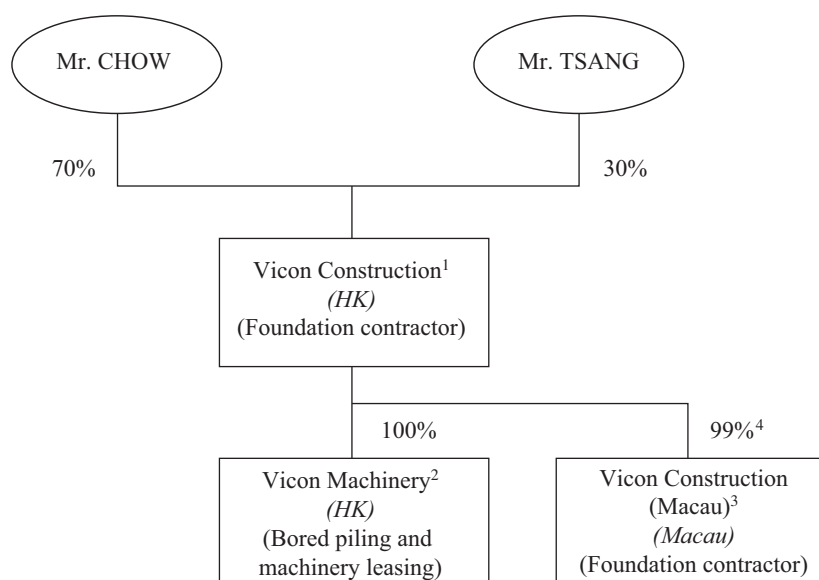 Mr. CHOW
Mr. TSANG
70%
30%
Vicon Construction¹
(HK)
(Foundation contractor)
100%
99%⁴
Vicon Machinery²
(HK)
(Bored piling and
machinery leasing)
Vicon Construction
(Macau)³
(Macau)
(Foundation contractor)